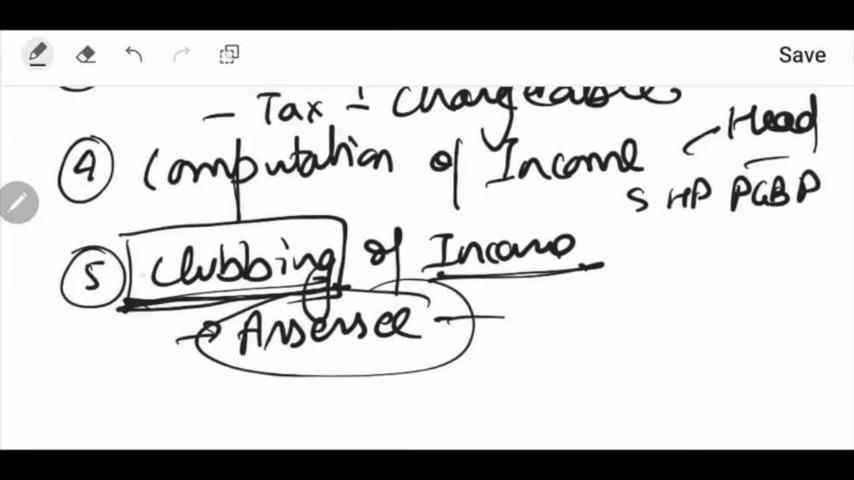 Save
- Tax - Chargeable
④ Computation of Income - Head
S HP PGBP
⑤ Clubbing of Income
→ Assessee -